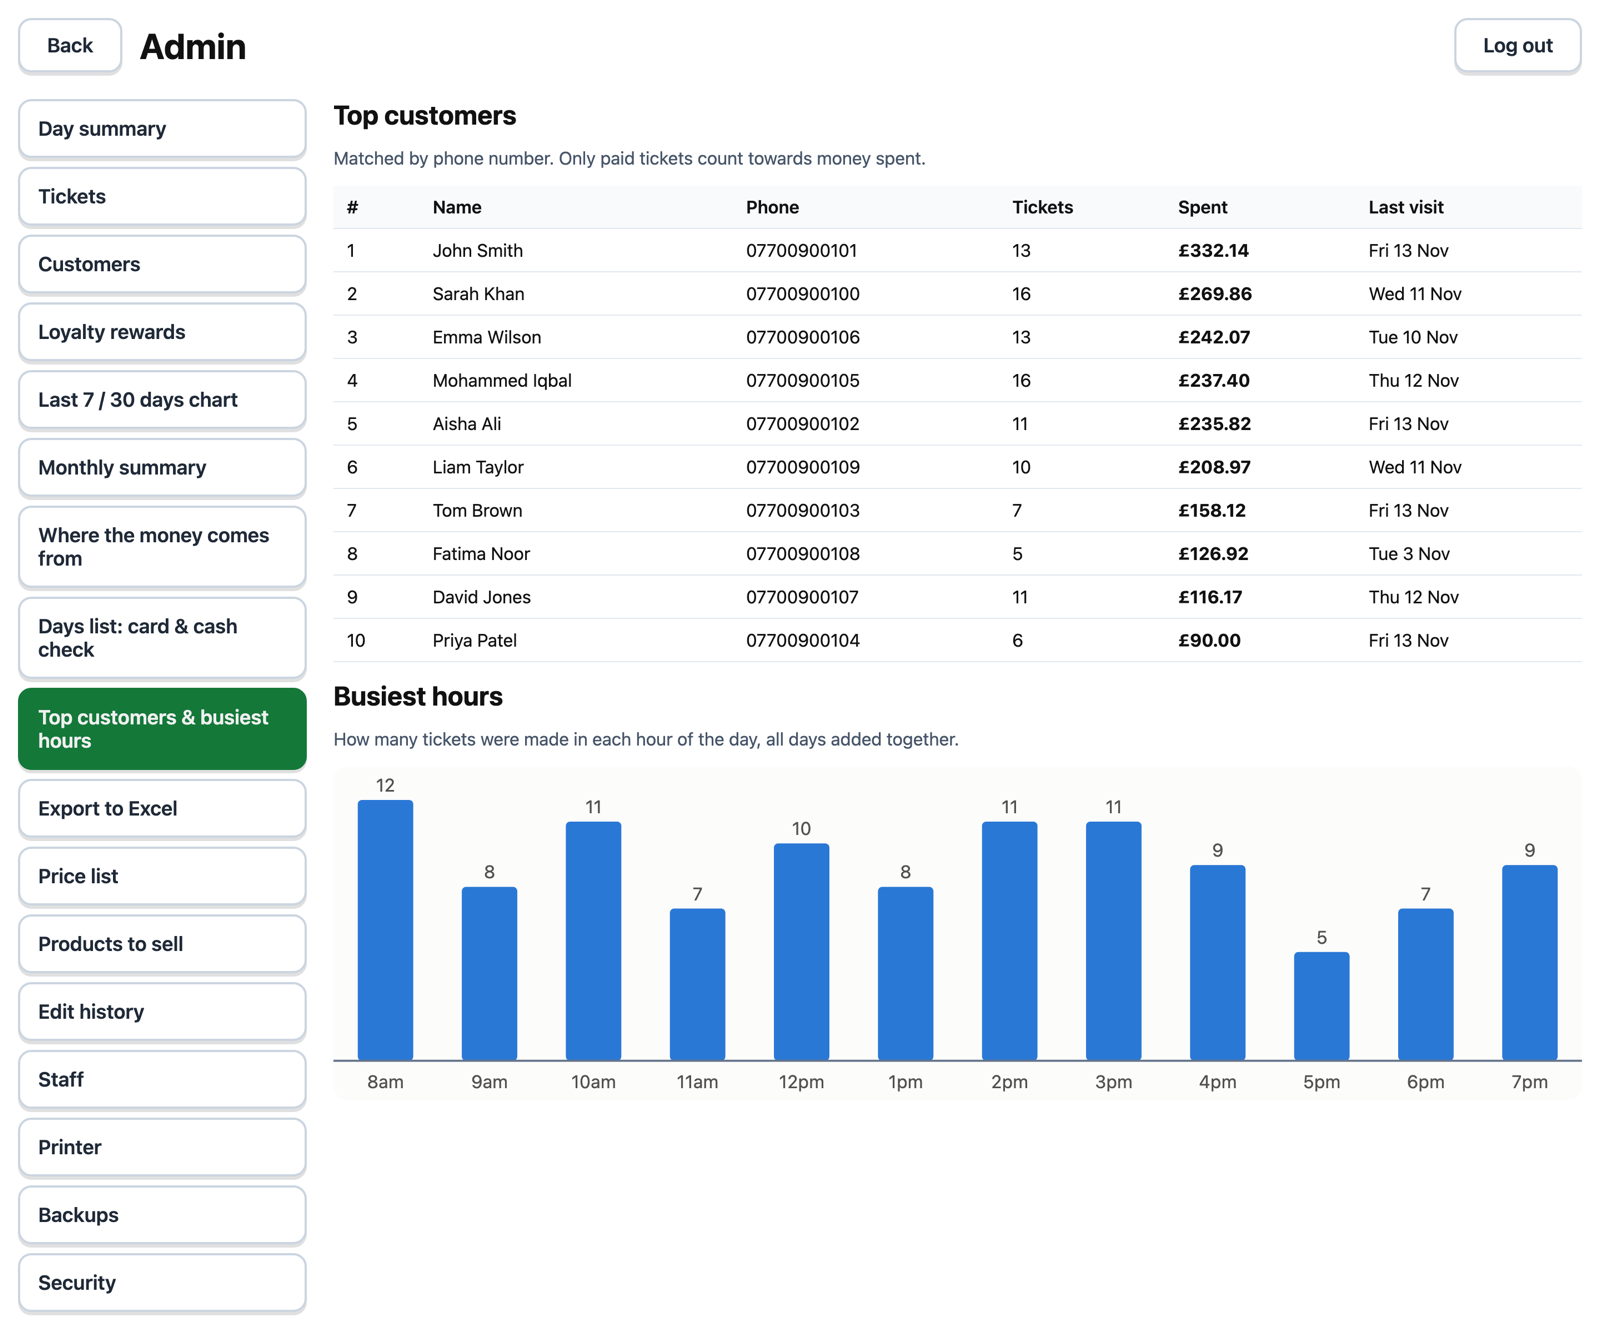 Back
Admin
Log out
Day summary
Tickets
Customers
Loyalty rewards
Last 7 / 30 days chart
Monthly summary
Where the money comes
from
Days list: card & cash
check
Top customers & busiest
hours
Export to Excel
Price list
Products to sell
Edit history
Staff
Printer
Backups
Security
Top customers
Matched by phone number. Only paid tickets count towards money spent.
# Name Phone Tickets Spent Last visit
1 John Smith 07700900101 13 £332.14 Fri 13 Nov
2 Sarah Khan 07700900100 16 £269.86 Wed 11 Nov
3 Emma Wilson 07700900106 13 £242.07 Tue 10 Nov
4 Mohammed Iqbal 07700900105 16 £237.40 Thu 12 Nov
5 Aisha Ali 07700900102 11 £235.82 Fri 13 Nov
6 Liam Taylor 07700900109 10 £208.97 Wed 11 Nov
7 Tom Brown 07700900103 7 £158.12 Fri 13 Nov
8 Fatima Noor 07700900108 5 £126.92 Tue 3 Nov
9 David Jones 07700900107 11 £116.17 Thu 12 Nov
10 Priya Patel 07700900104 6 £90.00 Fri 13 Nov
Busiest hours
How many tickets were made in each hour of the day, all days added together.
12 8 11 7 10 8 11 11 9 5 7 9
8am 9am 10am 11am 12pm 1pm 2pm 3pm 4pm 5pm 6pm 7pm